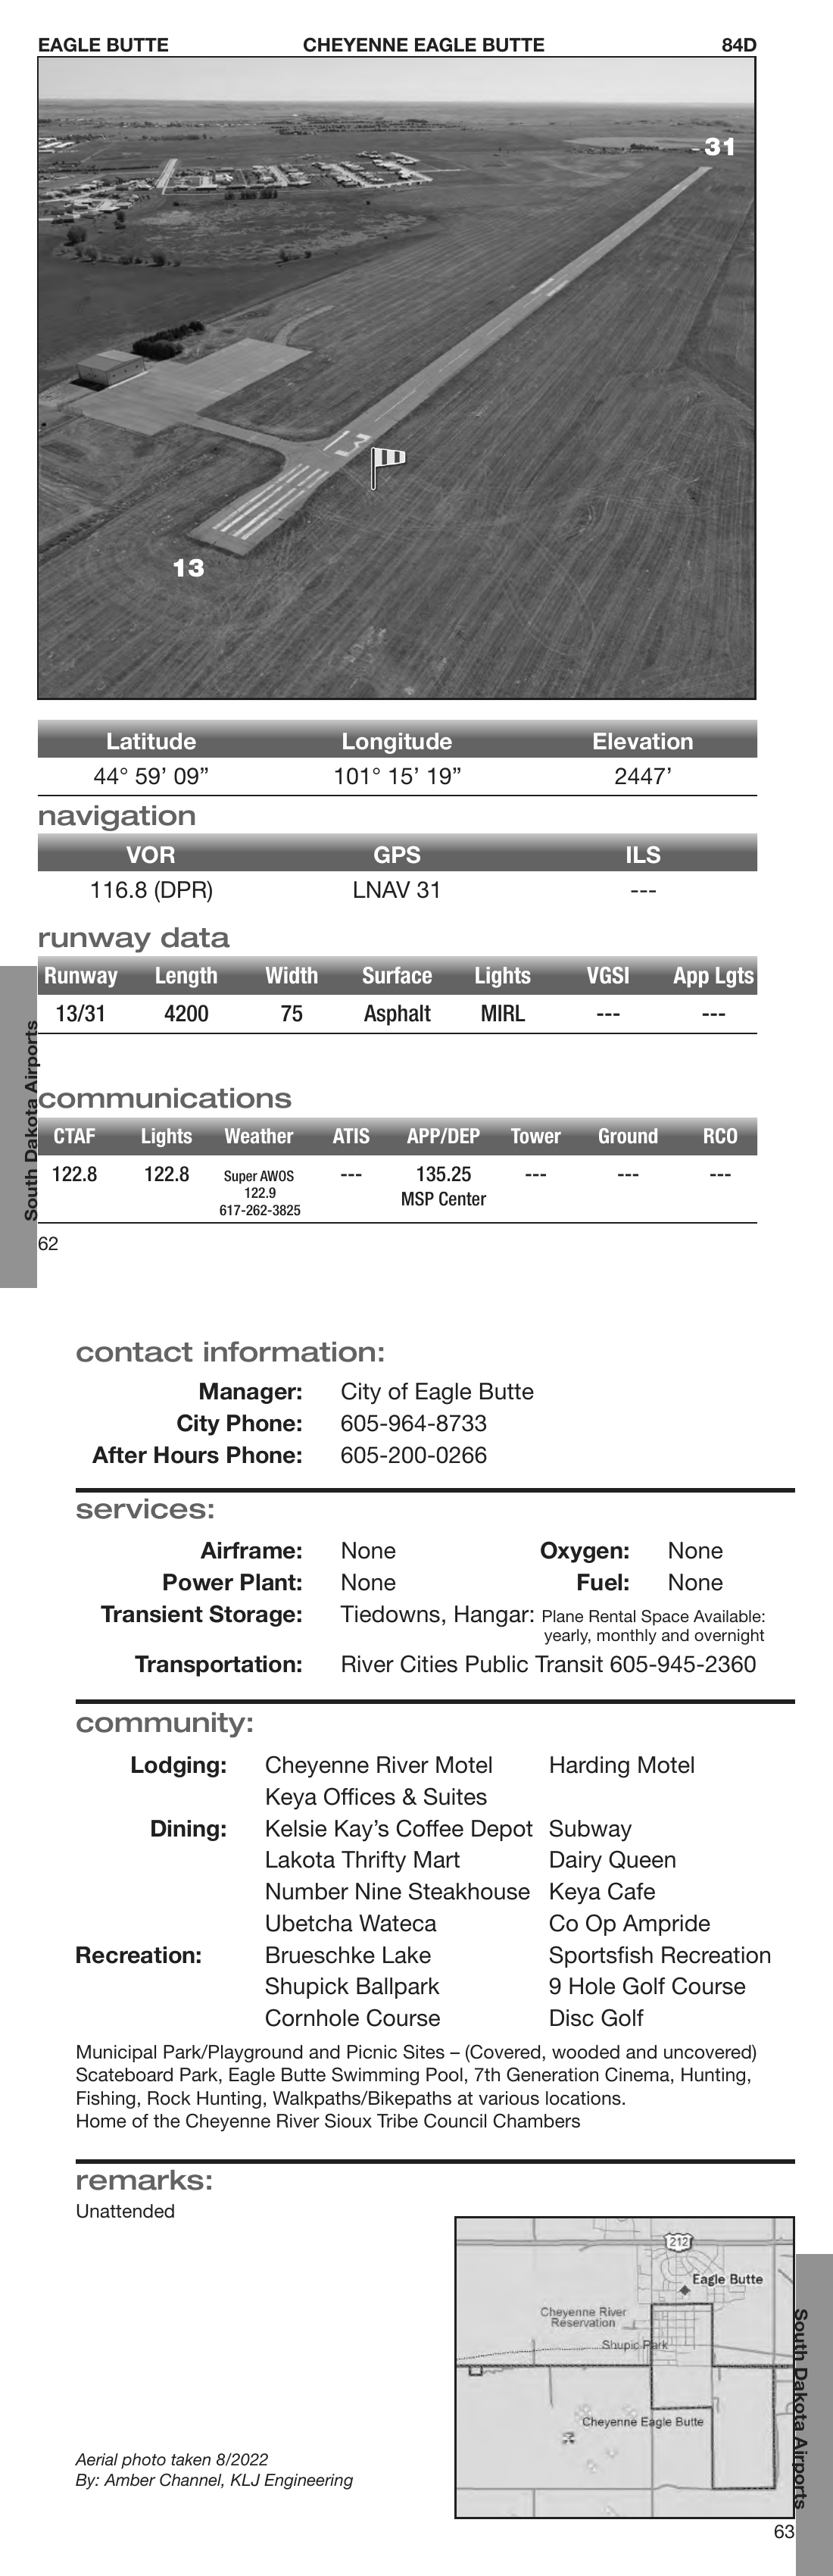 EAGLE BUTTE CHEYENNE EAGLE BUTTE 84D
31
13
13
Latitude Longitude Elevation
44° 59’ 09” 101° 15’ 19” 2447’
navigation
VOR GPS ILS
116.8 (DPR) LNAV 31 ---
runway data
Runway Length Width Surface Lights VGSI App Lgts
13/31 4200 75 Asphalt MIRL --- ---
South Dakota Airports
communications
CTAF Lights Weather ATIS APP/DEP Tower Ground RCO
122.8 122.8 Super AWOS --- 135.25 --- --- ---
122.9 MSP Center
617-262-3825
62
contact information:
Manager: City of Eagle Butte
City Phone: 605-964-8733
After Hours Phone: 605-200-0266
services:
Airframe: None Oxygen: None
Power Plant: None Fuel: None
Transient Storage: Tiedowns, Hangar: Plane Rental Space Available:
yearly, monthly and overnight
Transportation: River Cities Public Transit 605-945-2360
community:
Lodging: Cheyenne River Motel Harding Motel
Keya Offices & Suites
Dining: Kelsie Kay’s Coffee Depot Subway
Lakota Thrifty Mart Dairy Queen
Number Nine Steakhouse Keya Cafe
Ubetcha Wateca Co Op Ampride
Recreation: Brueschke Lake Sportsfish Recreation
Shupick Ballpark 9 Hole Golf Course
Cornhole Course Disc Golf
Municipal Park/Playground and Picnic Sites – (Covered, wooded and uncovered)
Scateboard Park, Eagle Butte Swimming Pool, 7th Generation Cinema, Hunting,
Fishing, Rock Hunting, Walkpaths/Bikepaths at various locations.
Home of the Cheyenne River Sioux Tribe Council Chambers
remarks:
Unattended
212
Eagle Butte
Cheyenne River
Reservation
Shupic Park
Cheyenne Eagle Butte
South Dakota Airports
Aerial photo taken 8/2022
By: Amber Channel, KLJ Engineering
63